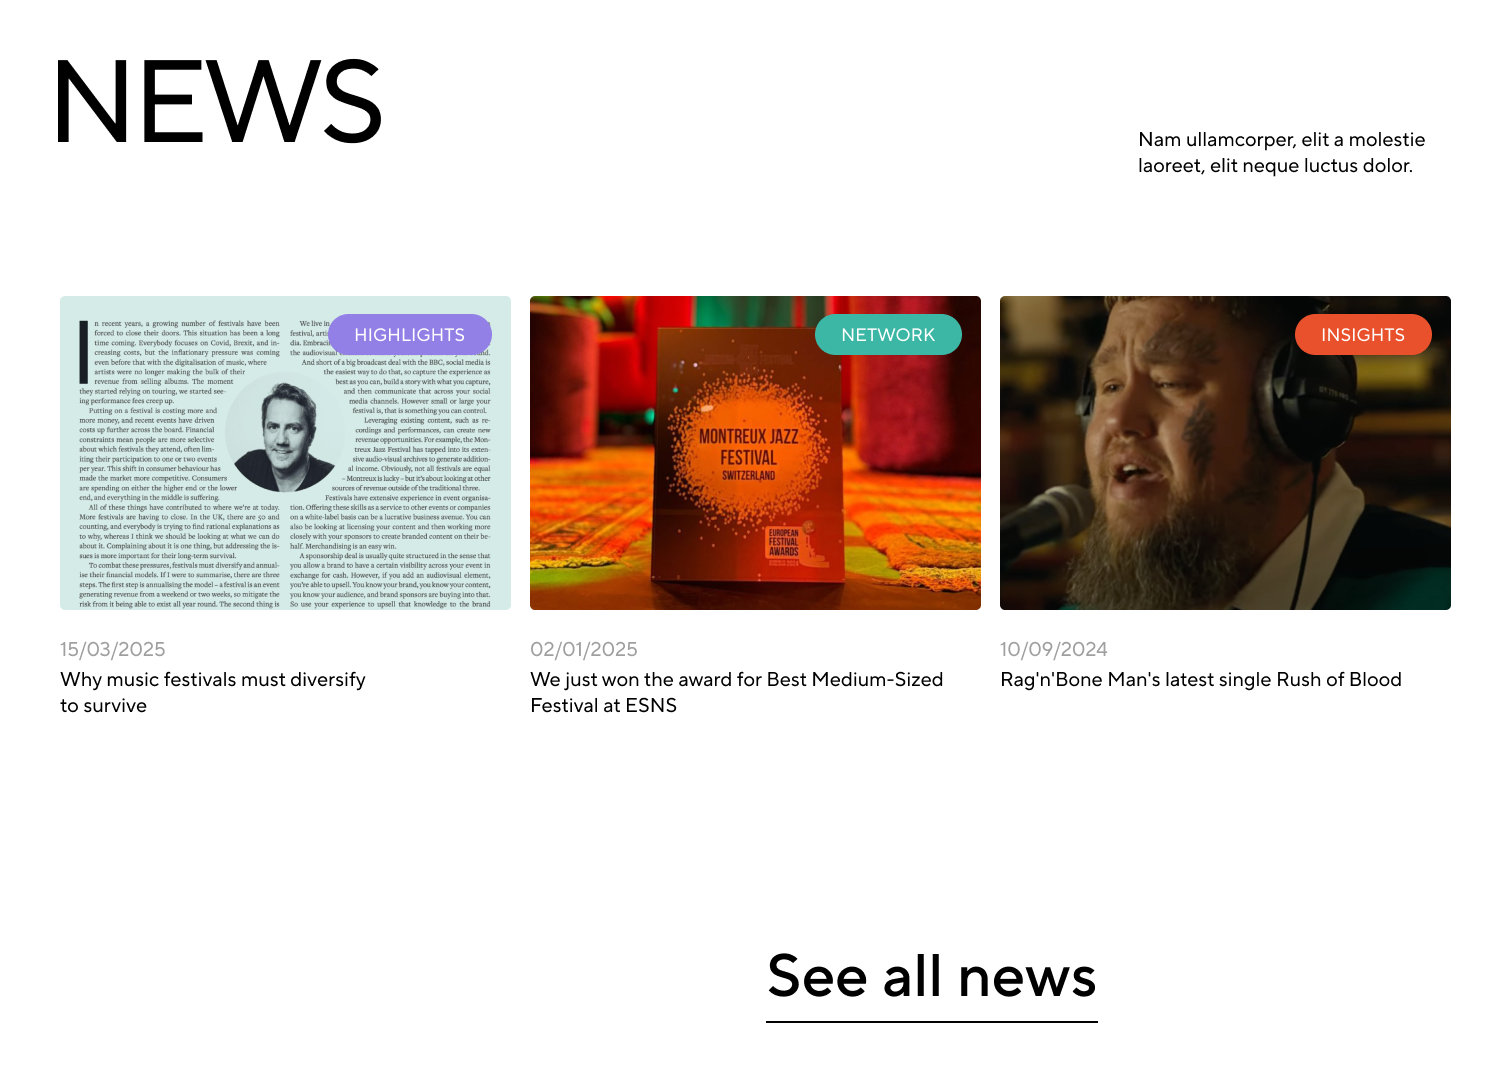 NEWS
Nam ullamcorper, elit a molestie
laoreet, elit neque luctus dolor.
HIGHLIGHTS
In recent years, a growing number of festivals have been
forced to close their doors. This situation has been a long
time coming. Everybody focuses on Covid, Brexit, and in-
creasing costs, but the inflationary pressure was coming
even before that with the digitalisation of music, where
artists were no longer making the bulk of their
revenue from selling albums. The moment
they started relying on touring, we started see-
ing performance fees creep up.
Putting on a festival is costing more and
more money, and recent events have driven
costs up further across the board. Financial
constraints mean people are more selective
about which festivals they attend, often lim-
iting their participation to one or two events
per year. This shift in consumer behaviour has
made the market more competitive. Consumers
are spending on either the higher end or the lower
end, and everything in the middle is suffering.
All of these things have contributed to where we're at today.
More festivals are having to close. In the UK, there are 50 and
counting, and everybody is trying to find rational explanations as
to why, whereas I think we should be looking at what we can do
about it. Complaining about it is one thing, but addressing the is-
sues is more important for their long-term survival.
To combat these pressures, festivals must diversify and annual-
ise their financial models. If I were to summarise, there are three
steps. The first step is annualising the model – a festival is an event
generating revenue from a weekend or two weeks, so mitigate the
risk from it being able to exist all year round. The second thing is
We live in
festival, arti
dia. Embracin
the audiovisual
nd.
And short of a big broadcast deal with the BBC, social media is
the easiest way to do that, so capture the experience as
best as you can, build a story with what you capture,
and then communicate that across your social
media channels. However small or large your
festival is, that is something you can control.
Leveraging existing content, such as re-
cordings and performances, can create new
revenue opportunities. For example, the Mon-
treux Jazz Festival has tapped into its exten-
sive audio-visual archives to generate addition-
al income. Obviously, not all festivals are equal
– Montreux is lucky – but it's about looking at other
sources of revenue outside of the traditional three.
Festivals have extensive experience in event organisa-
tion. Offering these skills as a service to other events or companies
on a white-label basis can be a lucrative business avenue. You can
also be looking at licensing your content and then working more
closely with your sponsors to create branded content on their be-
half. Merchandising is an easy win.
A sponsorship deal is usually quite structured in the sense that
you allow a brand to have a certain visibility across your event in
exchange for cash. However, if you add an audiovisual element,
you're able to upsell. You know your brand, you know your content,
you know your audience, and brand sponsors are buying into that.
So use your experience to upsell that knowledge to the brand
15/03/2025
Why music festivals must diversify
to survive
NETWORK
MONTREUX JAZZ
FESTIVAL
SWITZERLAND
EUROPEAN
FESTIVAL
AWARDS
02/01/2025
We just won the award for Best Medium-Sized
Festival at ESNS
INSIGHTS
10/09/2024
Rag'n'Bone Man's latest single Rush of Blood
See all news